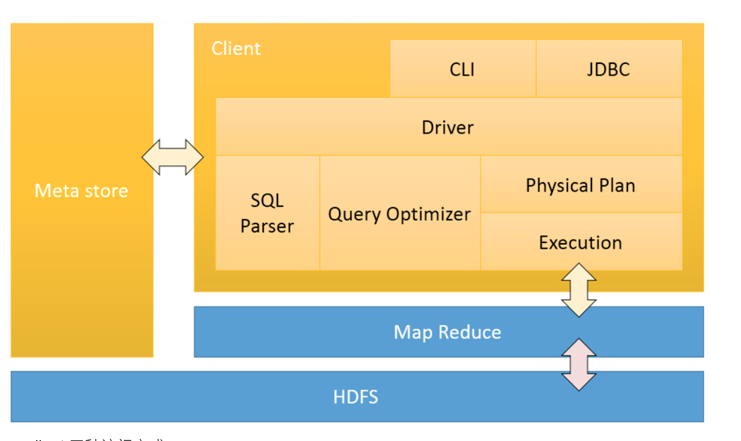 Client
CLI
JDBC
Driver
Meta store
SQL
Parser
Query Optimizer
Physical Plan
Execution
Map Reduce
HDFS